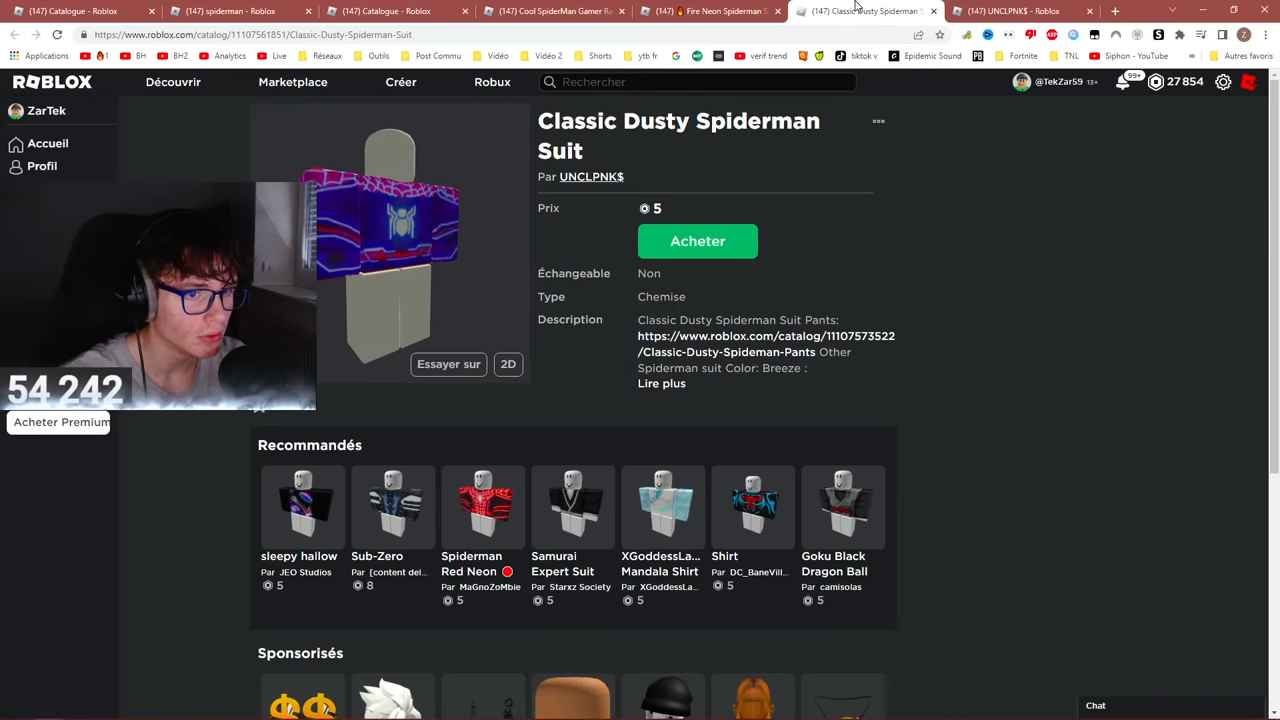 (147) Catalogue - Roblox
(147) spiderman - Roblox
(147) Catalogue - Roblox
(147) Cool SpiderMan Gamer Ra
(147) 🔥 Fire Neon Spiderman S
(147) Classic Dusty Spiderman S
(147) UNCLPNK$ - Roblox
https://www.roblox.com/catalog/11107561851/Classic-Dusty-Spiderman-Suit
Applications
1
BH
BH2
Analytics
Live
Réseaux
Outils
Post Commu
Vidéo
Vidéo 2
Shorts
ytb fr
verif trend
tiktok v
Epidemic Sound
Fortnite
TNL
Siphon - YouTube
»
Autres favoris
ROBLOX
Découvrir
Marketplace
Créer
Robux
Rechercher
@TekZar59 13+
99+
27 854
ZarTek
Accueil
Profil
54 242
Acheter Premium
Classic Dusty Spiderman Suit
Par UNCLPNK$
Prix
5
Acheter
Échangeable
Non
Type
Chemise
Description
Classic Dusty Spiderman Suit Pants:
https://www.roblox.com/catalog/11107573522
/Classic-Dusty-Spideman-Pants Other
Spiderman suit Color: Breeze :
Lire plus
Essayer sur
2D
Recommandés
sleepy hallow
Par JEO Studios
5
Sub-Zero
Par [content del...
8
Spiderman
Red Neon 🔴
Par MaGnoZoMbie
5
Samurai
Expert Suit
Par Starxz Society
5
XGoddessLa...
Mandala Shirt
Par XGoddessLa...
5
Shirt
Par DC_BaneVill...
5
Goku Black
Dragon Ball
Par camisolas
5
Sponsorisés
Chat